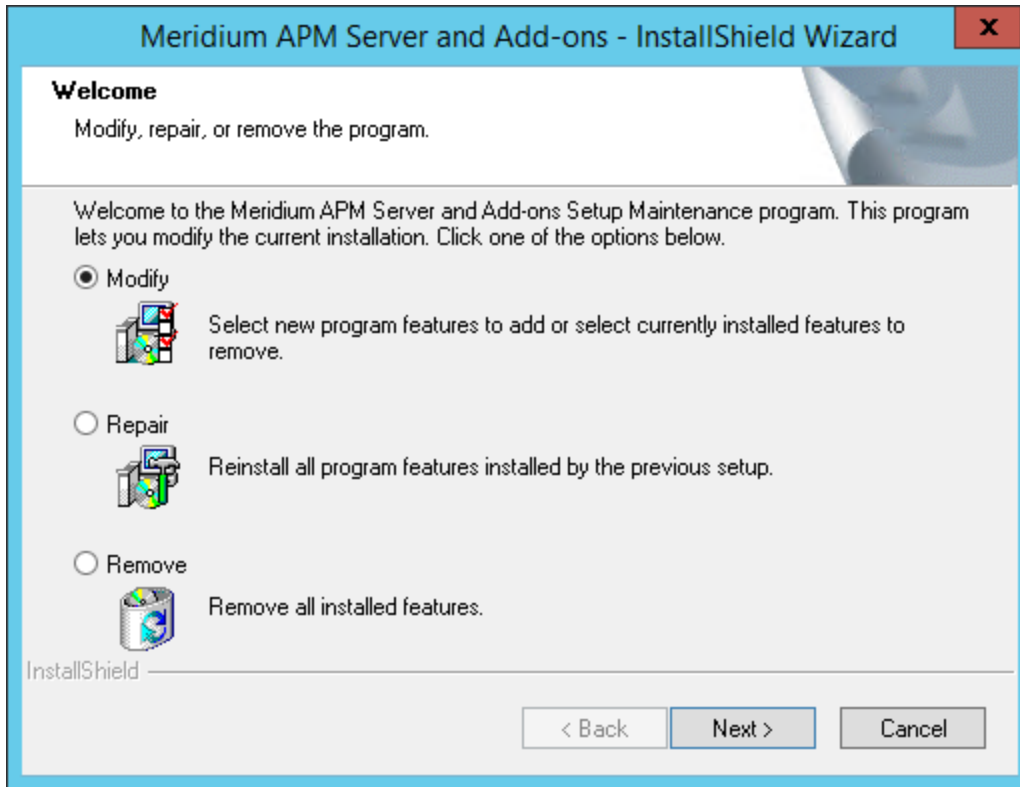 Meridium APM Server and Add-ons - InstallShield Wizard
x
Welcome
Modify, repair, or remove the program.
Welcome to the Meridium APM Server and Add-ons Setup Maintenance program. This program
lets you modify the current installation. Click one of the options below.
Modify
Select new program features to add or select currently installed features to
remove.
Repair
Reinstall all program features installed by the previous setup.
Remove
Remove all installed features.
InstallShield
< Back
Next >
Cancel